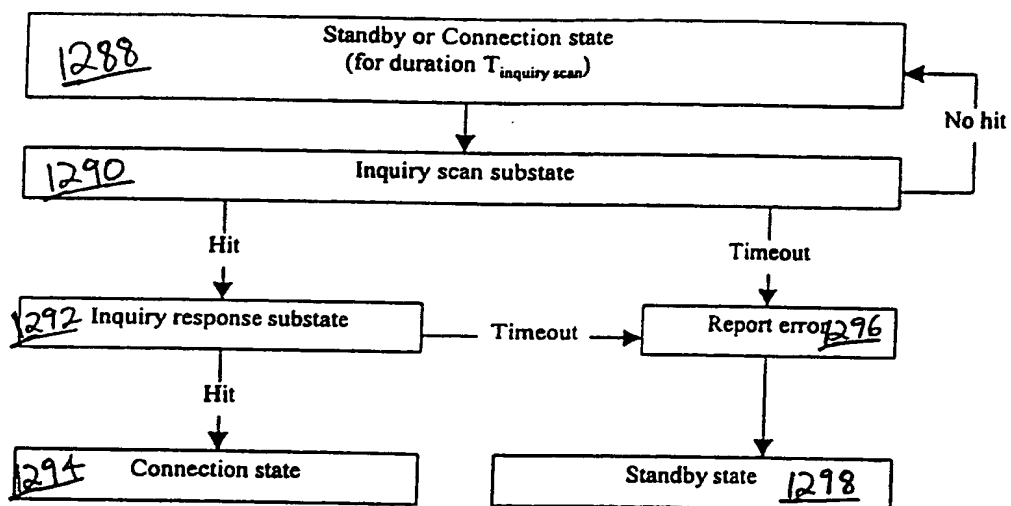 1288
Standby or Connection state
(for duration Tinquiry scan)
No hit
1290
Inquiry scan substate
Hit
Timeout
1292 Inquiry response substate
Timeout
Report error 1296
Hit
1294 Connection state
Standby state 1298